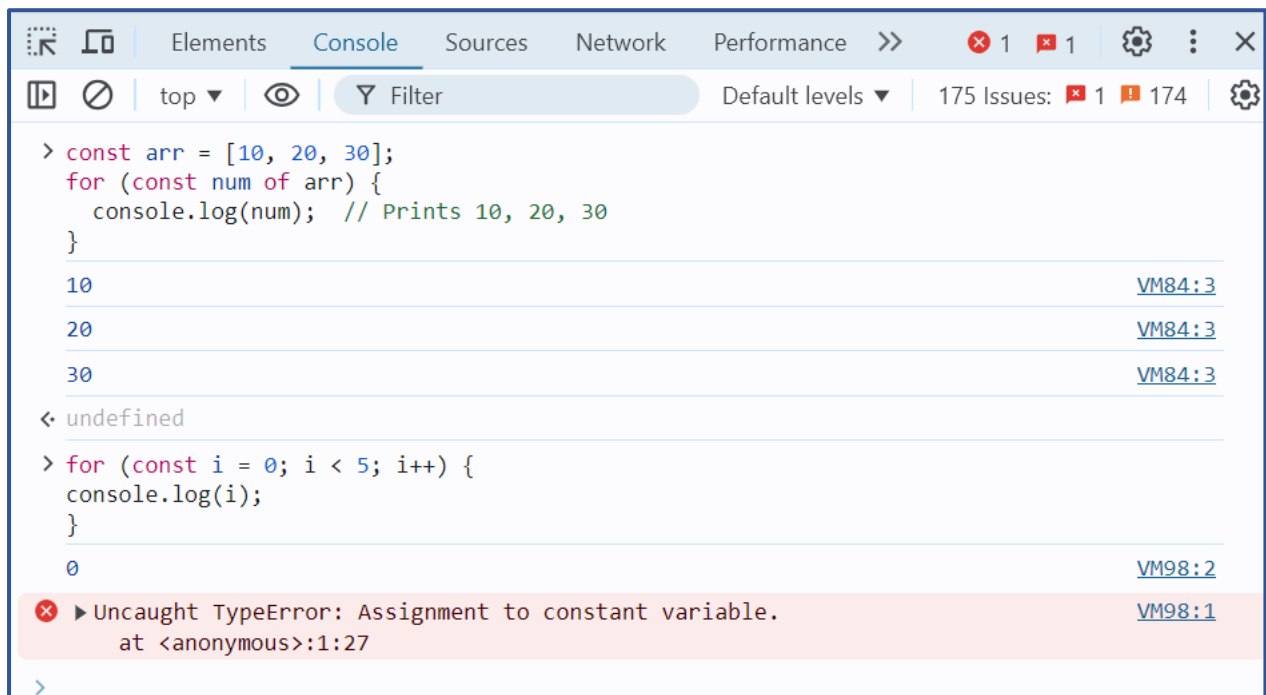 Elements Console Sources Network Performance >> 1 1
top ▼ Filter Default levels ▼ 175 Issues: 1 174
> const arr = [10, 20, 30];
for (const num of arr) {
  console.log(num);  // Prints 10, 20, 30
}
10 VM84:3
20 VM84:3
30 VM84:3
undefined
> for (const i = 0; i < 5; i++) {
console.log(i);
}
0 VM98:2
▶Uncaught TypeError: Assignment to constant variable. VM98:1
    at <anonymous>:1:27
>